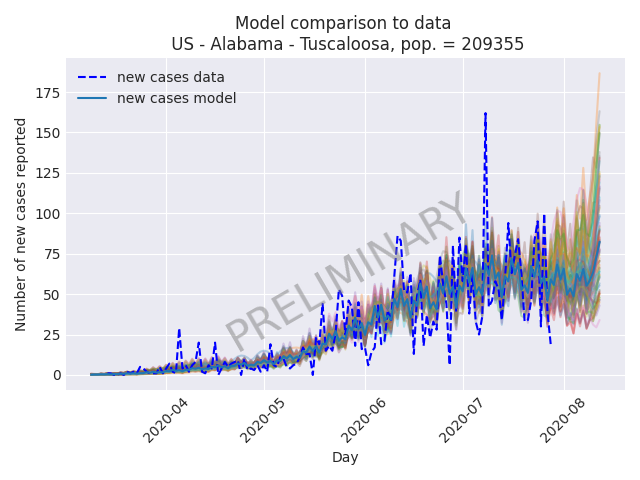 Model comparison to data
US - Alabama - Tuscaloosa, pop. = 209355
new cases data
new cases model
Number of new cases reported
175
150
125
100
75
50
25
0
PRELIMINARY
2020-04
2020-05
2020-06
2020-07
2020-08
Day